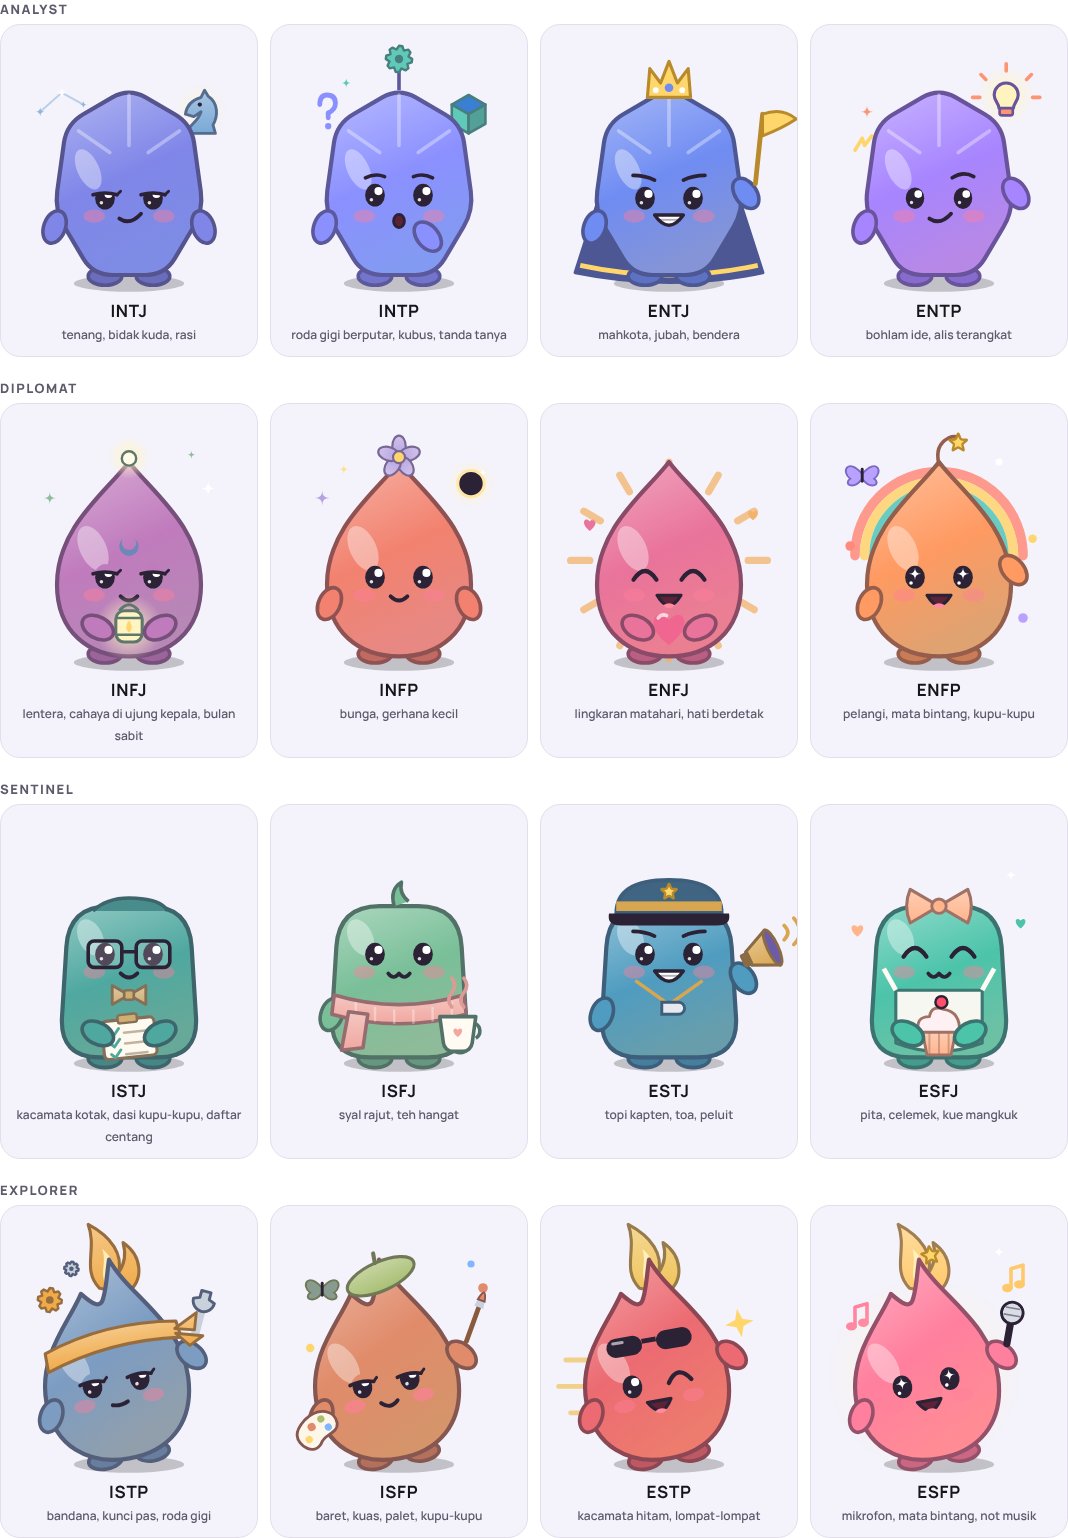 ANALYST
INTJ
tenang, bidak kuda, rasi
INTP
roda gigi berputar, kubus, tanda tanya
ENTJ
mahkota, jubah, bendera
ENTP
bohlam ide, alis terangkat
DIPLOMAT
INFJ
lentera, cahaya di ujung kepala, bulan
sabit
INFP
bunga, gerhana kecil
ENFJ
lingkaran matahari, hati berdetak
ENFP
pelangi, mata bintang, kupu-kupu
SENTINEL
ISTJ
kacamata kotak, dasi kupu-kupu, daftar
centang
ISFJ
syal rajut, teh hangat
ESTJ
topi kapten, toa, peluit
ESFJ
pita, celemek, kue mangkuk
EXPLORER
ISTP
bandana, kunci pas, roda gigi
ISFP
baret, kuas, palet, kupu-kupu
ESTP
kacamata hitam, lompat-lompat
ESFP
mikrofon, mata bintang, not musik